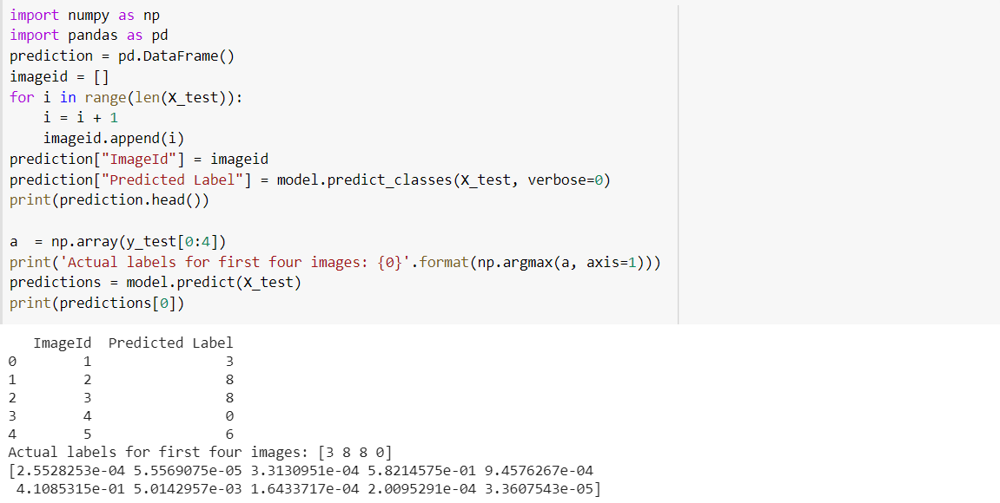 import numpy as np
import pandas as pd
prediction = pd.DataFrame()
imageid = []
for i in range(len(X_test)):
    i = i + 1
    imageid.append(i)
prediction["ImageId"] = imageid
prediction["Predicted Label"] = model.predict_classes(X_test, verbose=0)
print(prediction.head())

a  = np.array(y_test[0:4])
print('Actual labels for first four images: {0}'.format(np.argmax(a, axis=1)))
predictions = model.predict(X_test)
print(predictions[0])
   ImageId  Predicted Label
0        1                3
1        2                8
2        3                8
3        4                0
4        5                6
Actual labels for first four images: [3 8 8 0]
[2.5528253e-04 5.5569075e-05 3.3130951e-04 5.8214575e-01 9.4576267e-04
 4.1085315e-01 5.0142957e-03 1.6433717e-04 2.0095291e-04 3.3607543e-05]